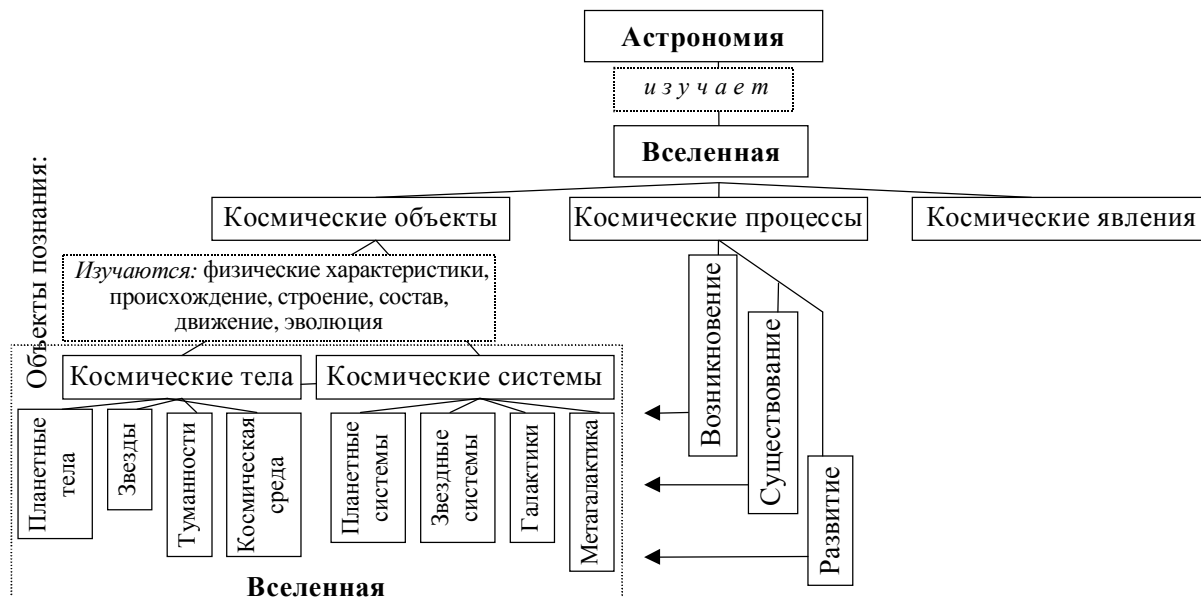 Астрономия
изучает
Вселенная
Объекты познания:
Космические объекты
Космические процессы
Космические явления
Изучаются: физические характеристики,
происхождение, строение, состав,
движение, эволюция
Космические тела
Космические системы
Планетные
тела
Звезды
Туманности
Космическая
среда
Планетные
системы
Звездные
системы
Галактики
Метагалактика
Возникновение
Существование
Развитие
Вселенная